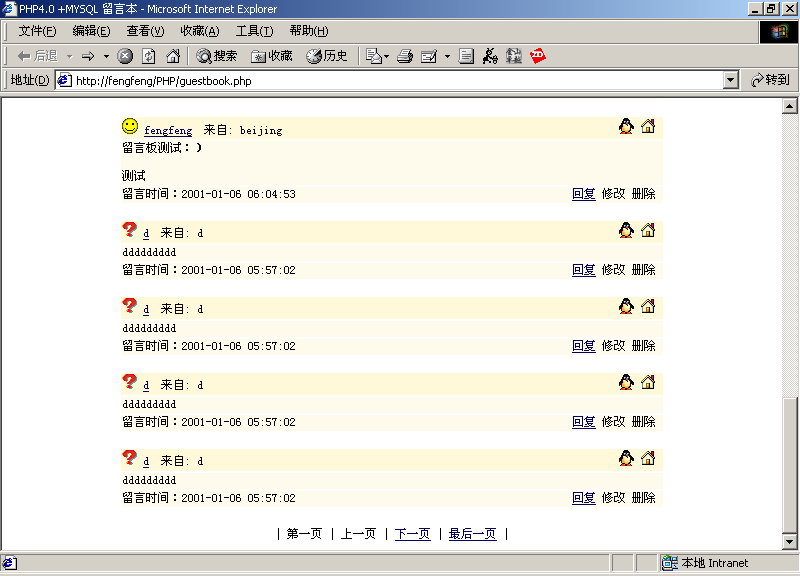 PHP4.0 +MYSQL 留言本 - Microsoft Internet Explorer
文件(F) 编辑(E) 查看(V) 收藏(A) 工具(T) 帮助(H)
后退 搜索 收藏 历史
地址(D) http://fengfeng/PHP/guestbook.php 转到
fengfeng 来自: beijing
留言板测试：)
测试
留言时间：2001-01-06 06:04:53 回复 修改 删除
? d 来自: d
ddddddddd
留言时间：2001-01-06 05:57:02 回复 修改 删除
? d 来自: d
ddddddddd
留言时间：2001-01-06 05:57:02 回复 修改 删除
? d 来自: d
ddddddddd
留言时间：2001-01-06 05:57:02 回复 修改 删除
? d 来自: d
ddddddddd
留言时间：2001-01-06 05:57:02 回复 修改 删除
| 第一页 | 上一页 | 下一页 | 最后一页 |
本地 Intranet